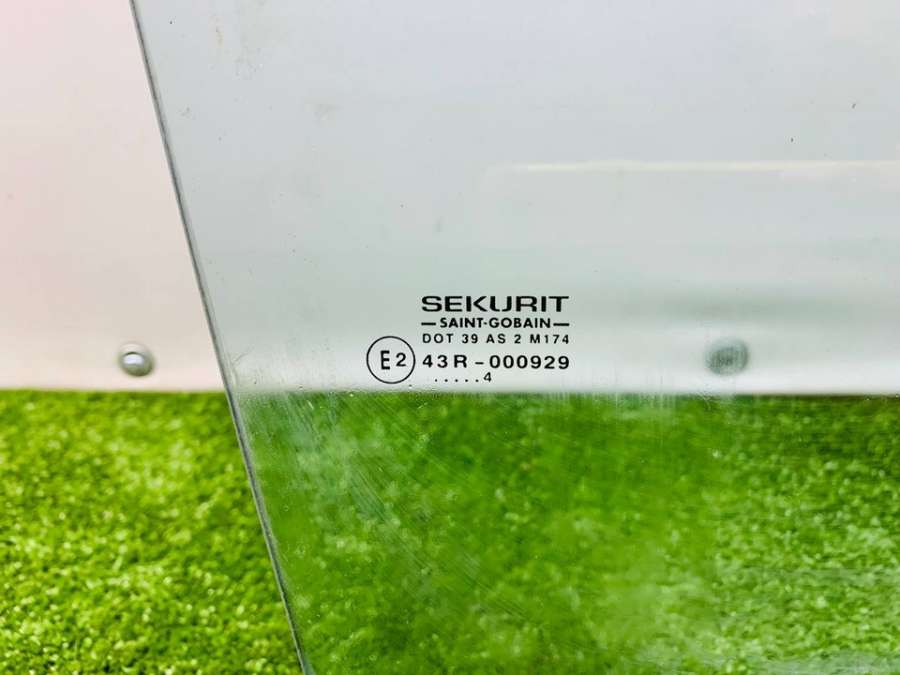 SEKURIT
—SAINT-GOBAIN—
DOT 39 AS 2 M174
E2 43R-000929
.....4